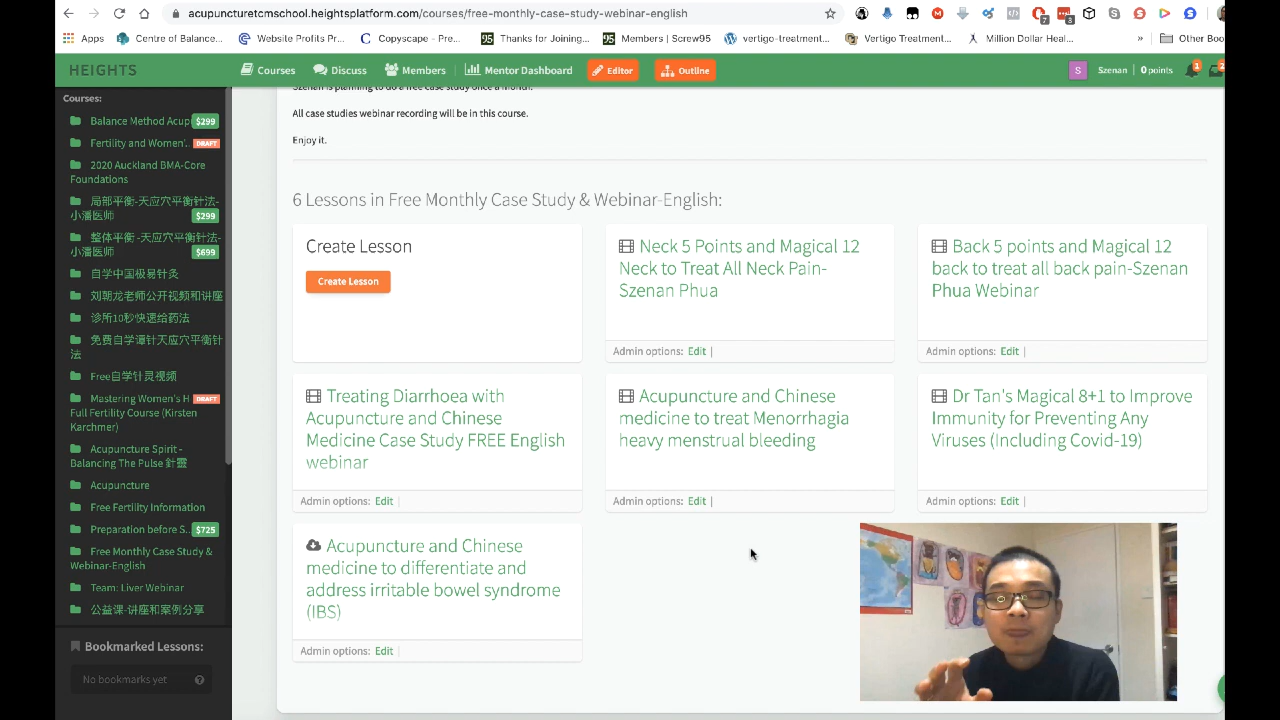 acupuncturetcmschool.heightsplatform.com/courses/free-monthly-case-study-webinar-english
Apps Centre of Balance... Website Profits Pr... Copyscape - Pre... Thanks for Joining... Members | Screw95 vertigo-treatment... Vertigo Treatment... Million Dollar Heal... » Other Boo
HEIGHTS Courses Discuss Members Mentor Dashboard Editor Outline S Szenan 0 points 1
Courses:
Balance Method Acup $299
Fertility and Women'.. DRAFT
2020 Auckland BMA-Core
Foundations
局部平衡-天应穴平衡针法-
小潘医师 $299
整体平衡 -天应穴平衡针法-
小潘医师 $699
自学中国极易针灸
刘朝龙老师公开视频和讲座
诊所10秒快速给药法
免费自学谭针天应穴平衡针
法
Free自学针灵视频
Mastering Women's H DRAFT
Full Fertility Course (Kirsten
Karchmer)
Acupuncture Spirit -
Balancing The Pulse 針靈
Acupuncture
Free Fertility Information
Preparation before S.. $725
Free Monthly Case Study &
Webinar-English
Team: Liver Webinar
公益课-讲座和案例分享
Bookmarked Lessons:
No bookmarks yet
Szenan is planning to do a free case study once a month.
All case studies webinar recording will be in this course.
Enjoy it.
6 Lessons in Free Monthly Case Study & Webinar-English:
Create Lesson
Create Lesson
Neck 5 Points and Magical 12
Neck to Treat All Neck Pain-
Szenan Phua
Admin options: Edit |
Back 5 points and Magical 12
back to treat all back pain-Szenan
Phua Webinar
Admin options: Edit |
Treating Diarrhoea with
Acupuncture and Chinese
Medicine Case Study FREE English
webinar
Admin options: Edit |
Acupuncture and Chinese
medicine to treat Menorrhagia
heavy menstrual bleeding
Admin options: Edit |
Dr Tan's Magical 8+1 to Improve
Immunity for Preventing Any
Viruses (Including Covid-19)
Admin options: Edit |
Acupuncture and Chinese
medicine to differentiate and
address irritable bowel syndrome
(IBS)
Admin options: Edit |